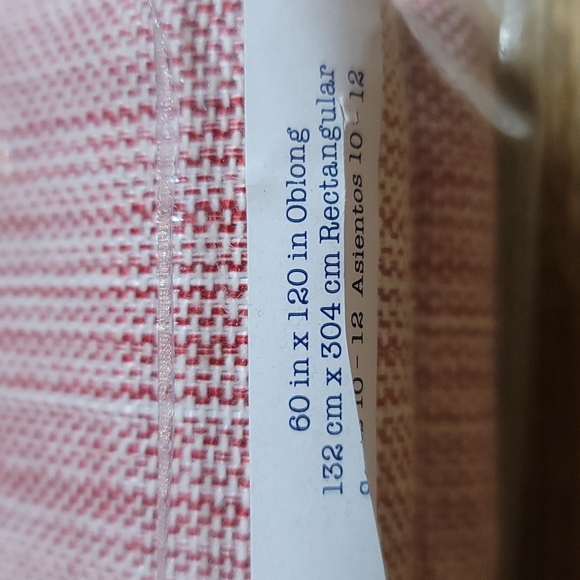 60 in x 120 in Oblong
132 cm x 304 cm Rectangular
10 - 12 Asientos 10 - 12